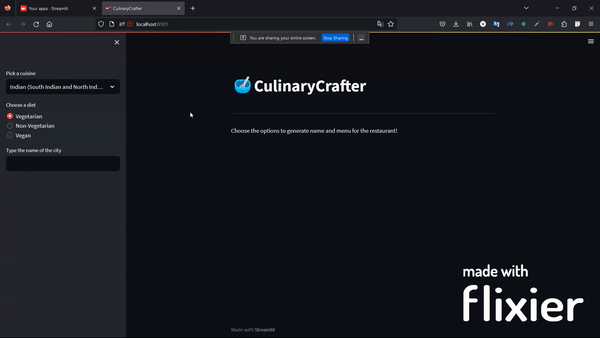 Your apps · Streamlit
CulinaryCrafter
localhost:8501
You are sharing your entire screen.
Stop Sharing
Pick a cuisine
Indian (South Indian and North Ind...
Choose a diet
Vegetarian
Non-Vegetarian
Vegan
Type the name of the city
CulinaryCrafter
Choose the options to generate name and menu for the restaurant!
made with
flixier
Made with Streamlit